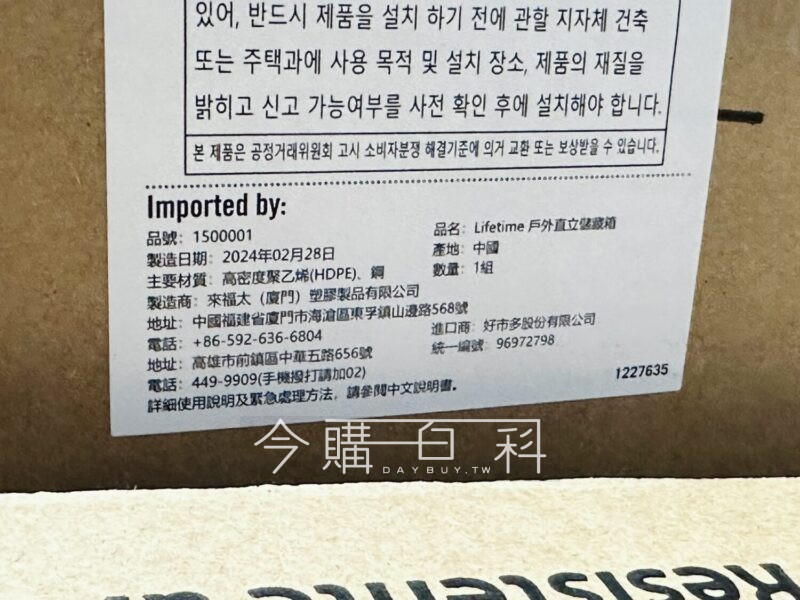 있어, 반드시 제품을 설치 하기 전에 관할 지자체 건축
또는 주택과에 사용 목적 및 설치 장소, 제품의 재질을
밝히고 신고 가능여부를 사전 확인 후에 설치해야 합니다.
본 제품은 공정거래위원회 고시 소비자분쟁 해결기준에 의거 교환 또는 보상받을 수 있습니다.
Imported by:
品號：1500001
品名：Lifetime 戶外直立儲藏箱
製造日期：2024年02月28日
產地：中國
主要材質：高密度聚乙烯(HDPE)、鋼
數量：1組
製造商：來福太（廈門）塑膠製品有限公司
地址：中國福建省廈門市海滄區東孚鎮山邊路568號
電話：+86-592-636-6804
進口商：好市多股份有限公司
地址：高雄市前鎮區中華五路656號
統一編號：96972798
電話：449-9909(手機撥打請加02)
詳細使用說明及緊急處理方法，請參閱中文說明書。
1227635
今購百科
DAYBUY.TW